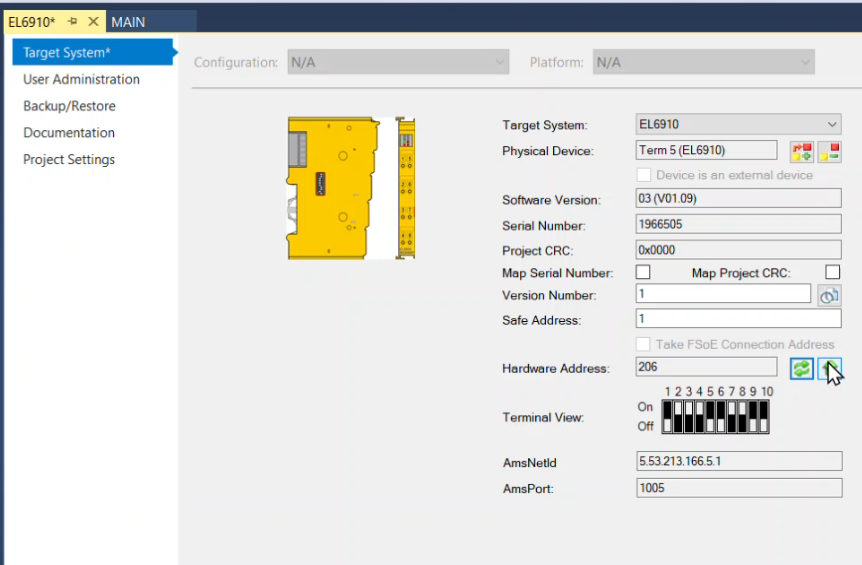 EL6910* MAIN
Target System*
User Administration
Backup/Restore
Documentation
Project Settings
Configuration: N/A Platform: N/A
Target System: EL6910
Physical Device: Term 5 (EL6910)
Device is an external device
Software Version: 03 (V01.09)
Serial Number: 1966505
Project CRC: 0x0000
Map Serial Number: Map Project CRC:
Version Number: 1
Safe Address: 1
Take FSoE Connection Address
Hardware Address: 206
1 2 3 4 5 6 7 8 9 10
On
Terminal View:
Off
AmsNetId 5.53.213.166.5.1
AmsPort: 1005